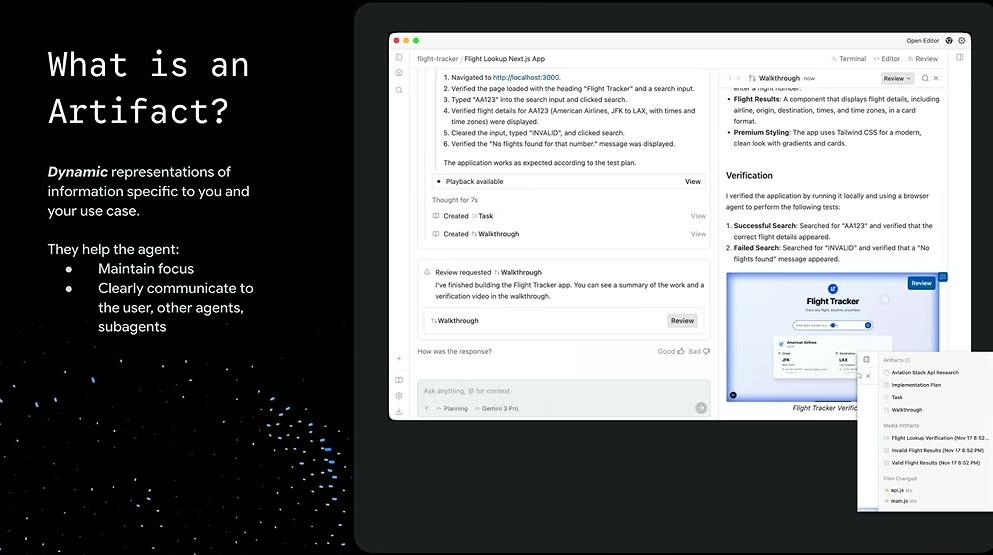 What is an
Artifact?
Dynamic representations of
information specific to you and
your use case.
They help the agent:
● Maintain focus
● Clearly communicate to
the user, other agents,
subagents
Open Editor
flight-tracker / Flight Lookup Next.js App
Terminal
Editor
Review
1. Navigated to http://localhost:3000.
2. Verified the page loaded with the heading "Flight Tracker" and a search input.
3. Typed "AA123" into the search input and clicked search.
4. Verified flight details for AA123 (American Airlines, JFK to LAX, with times and
time zones) were displayed.
5. Cleared the input, typed "INVALID", and clicked search.
6. Verified the "No flights found for that number." message was displayed.
The application works as expected according to the test plan.
Playback available View
Thought for 7s
Created Task View
Created Walkthrough View
Review requested Walkthrough
I've finished building the Flight Tracker app. You can see a summary of the work and a
verification video in the walkthrough.
Walkthrough Review
How was the response? Good Bad
Ask anything, @ for context
Planning Gemini 3 Pro
Walkthrough now Review
enter a flight number.
• Flight Results: A component that displays flight details, including
airline, origin, destination, times, and time zones, in a card
format.
• Premium Styling: The app uses Tailwind CSS for a modern,
clean look with gradients and cards.
Verification
I verified the application by running it locally and using a browser
agent to perform the following tests:
1. Successful Search: Searched for "AA123" and verified that the
correct flight details appeared.
2. Failed Search: Searched for "INVALID" and verified that a "No
flights found" message appeared.
Review
Flight Tracker
Track any flight, anytime, anywhere.
American Airlines
Origin Destination
JFK LAX
Flight Tracker Verific
Artifacts
Aviation Stack Api Research
Implementation Plan
Task
Walkthrough
Media Artifacts
Flight Lookup Verification (Nov 17 8:52...
Invalid Flight Results (Nov 17 8:52 PM)
Valid Flight Results (Nov 17 8:52 PM)
Files Changed
api.js src
main.js src